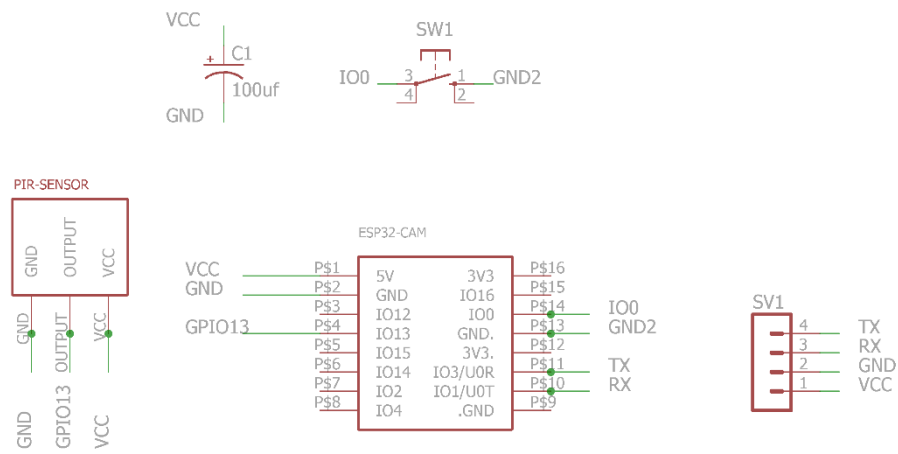 VCC
+
C1
100uf
GND
SW1
IO0
3
1
GND2
4
2
PIR-SENSOR
GND
OUTPUT
VCC
GND
OUTPUT
VCC
GND
GPIO13
VCC
ESP32-CAM
VCC P$1 5V 3V3 P$16
GND P$2 GND IO16 P$15
P$3 IO12 IO0 P$14 IO0
GPIO13 P$4 IO13 GND. P$13 GND2
P$5 IO15 3V3. P$12
P$6 IO14 IO3/U0R P$11 TX
P$7 IO2 IO1/U0T P$10 RX
P$8 IO4 .GND P$9
SV1
4 TX
3 RX
2 GND
1 VCC